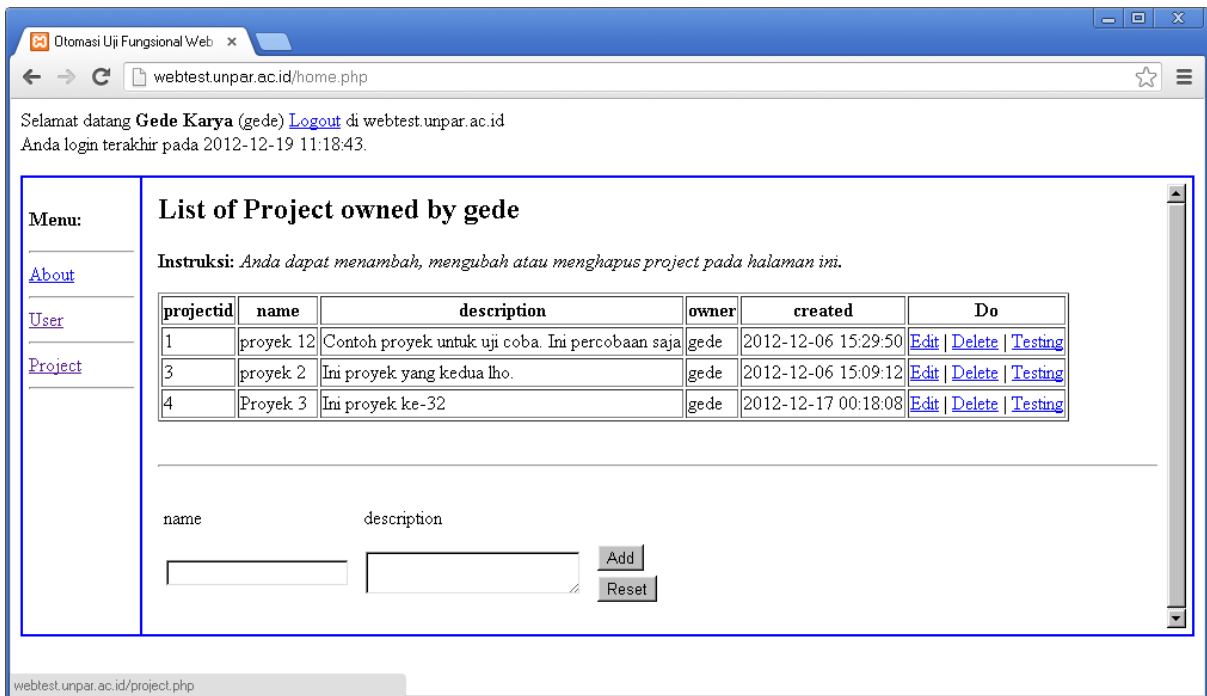 Otomasi Uji Fungsional Web
webtest.unpar.ac.id/home.php
Selamat datang Gede Karya (gede) Logout di webtest.unpar.ac.id
Anda login terakhir pada 2012-12-19 11:18:43.
Menu:
About
User
Project
List of Project owned by gede
Instruksi: Anda dapat menambah, mengubah atau menghapus project pada halaman ini.
projectid name description owner created Do
1 proyek 12 Contoh proyek untuk uji coba. Ini percobaan saja gede 2012-12-06 15:29:50 Edit | Delete | Testing
3 proyek 2 Ini proyek yang kedua lho. gede 2012-12-06 15:09:12 Edit | Delete | Testing
4 Proyek 3 Ini proyek ke-32 gede 2012-12-17 00:18:08 Edit | Delete | Testing
name description
Add
Reset
webtest.unpar.ac.id/project.php